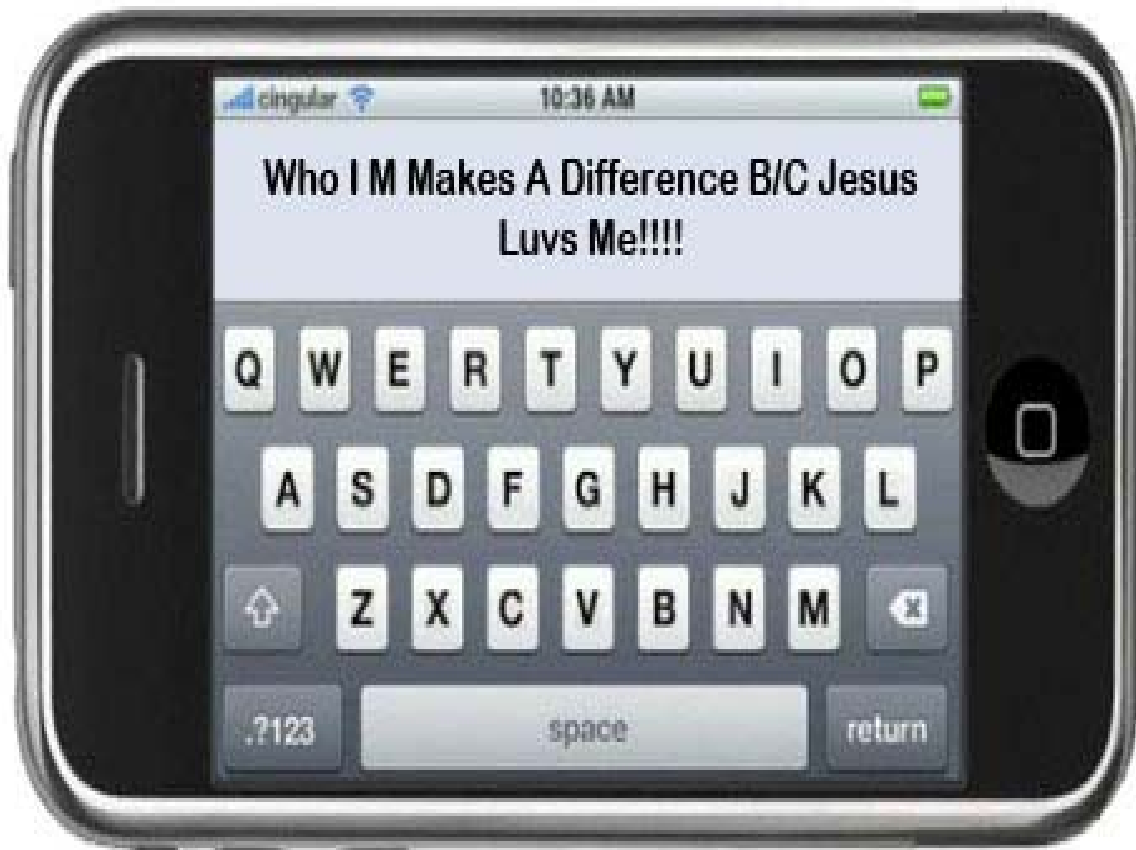 cingular 10:36 AM
Who I M Makes A Difference B/C Jesus
Luvs Me!!!!
Q W E R T Y U I O P
A S D F G H J K L
Z X C V B N M
.?123 space return